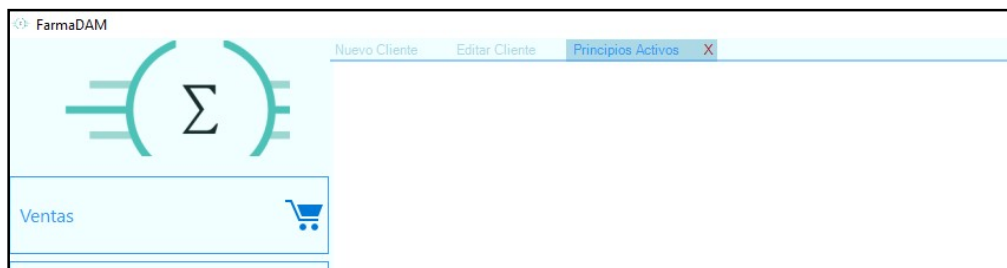 FarmaDAM
Nuevo Cliente Editar Cliente Principios Activos X
Σ
Ventas